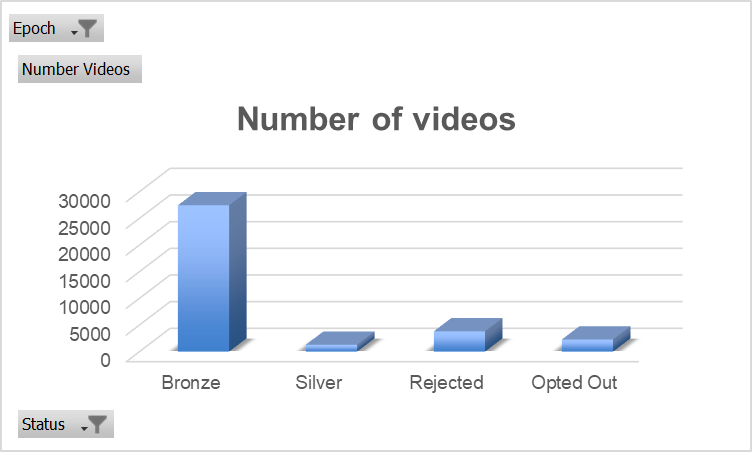 Epoch
Number Videos
Number of videos
30000
25000
20000
15000
10000
5000
0
Bronze Silver Rejected Opted Out
Status